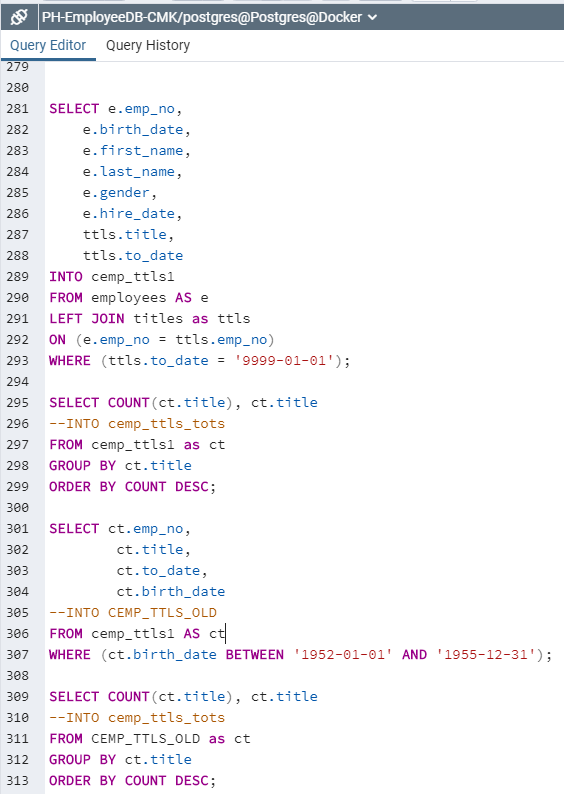 PH-EmployeeDB-CMK/postgres@Postgres@Docker
Query Editor Query History
279
280
281 SELECT e.emp_no,
282 e.birth_date,
283 e.first_name,
284 e.last_name,
285 e.gender,
286 e.hire_date,
287 ttls.title,
288 ttls.to_date
289 INTO cemp_ttls1
290 FROM employees AS e
291 LEFT JOIN titles as ttls
292 ON (e.emp_no = ttls.emp_no)
293 WHERE (ttls.to_date = '9999-01-01');
294
295 SELECT COUNT(ct.title), ct.title
296 --INTO cemp_ttls_tots
297 FROM cemp_ttls1 as ct
298 GROUP BY ct.title
299 ORDER BY COUNT DESC;
300
301 SELECT ct.emp_no,
302 ct.title,
303 ct.to_date,
304 ct.birth_date
305 --INTO CEMP_TTLS_OLD
306 FROM cemp_ttls1 AS ct
307 WHERE (ct.birth_date BETWEEN '1952-01-01' AND '1955-12-31');
308
309 SELECT COUNT(ct.title), ct.title
310 --INTO cemp_ttls_tots
311 FROM CEMP_TTLS_OLD as ct
312 GROUP BY ct.title
313 ORDER BY COUNT DESC;